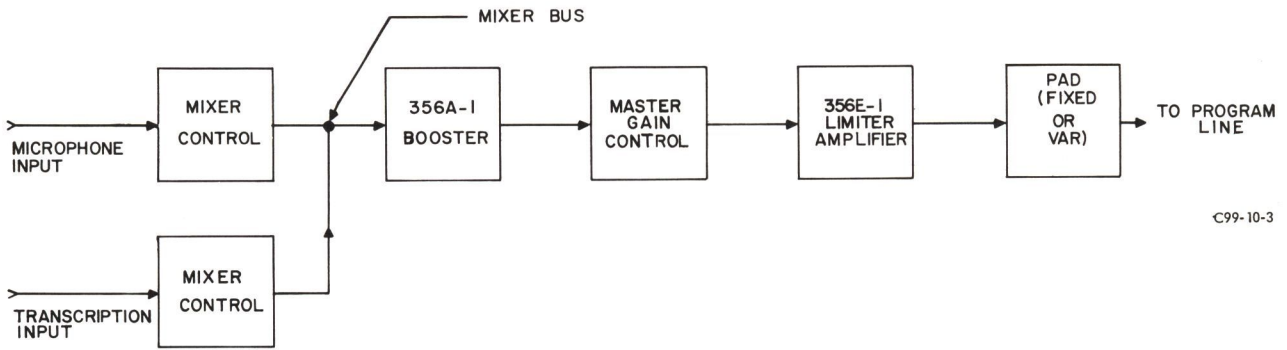 MIXER BUS
MIXER
CONTROL
356A-1
BOOSTER
MASTER
GAIN
CONTROL
356E-1
LIMITER
AMPLIFIER
PAD
(FIXED
OR
VAR)
TO PROGRAM
LINE
MICROPHONE
INPUT
C99-10-3
MIXER
CONTROL
TRANSCRIPTION
INPUT